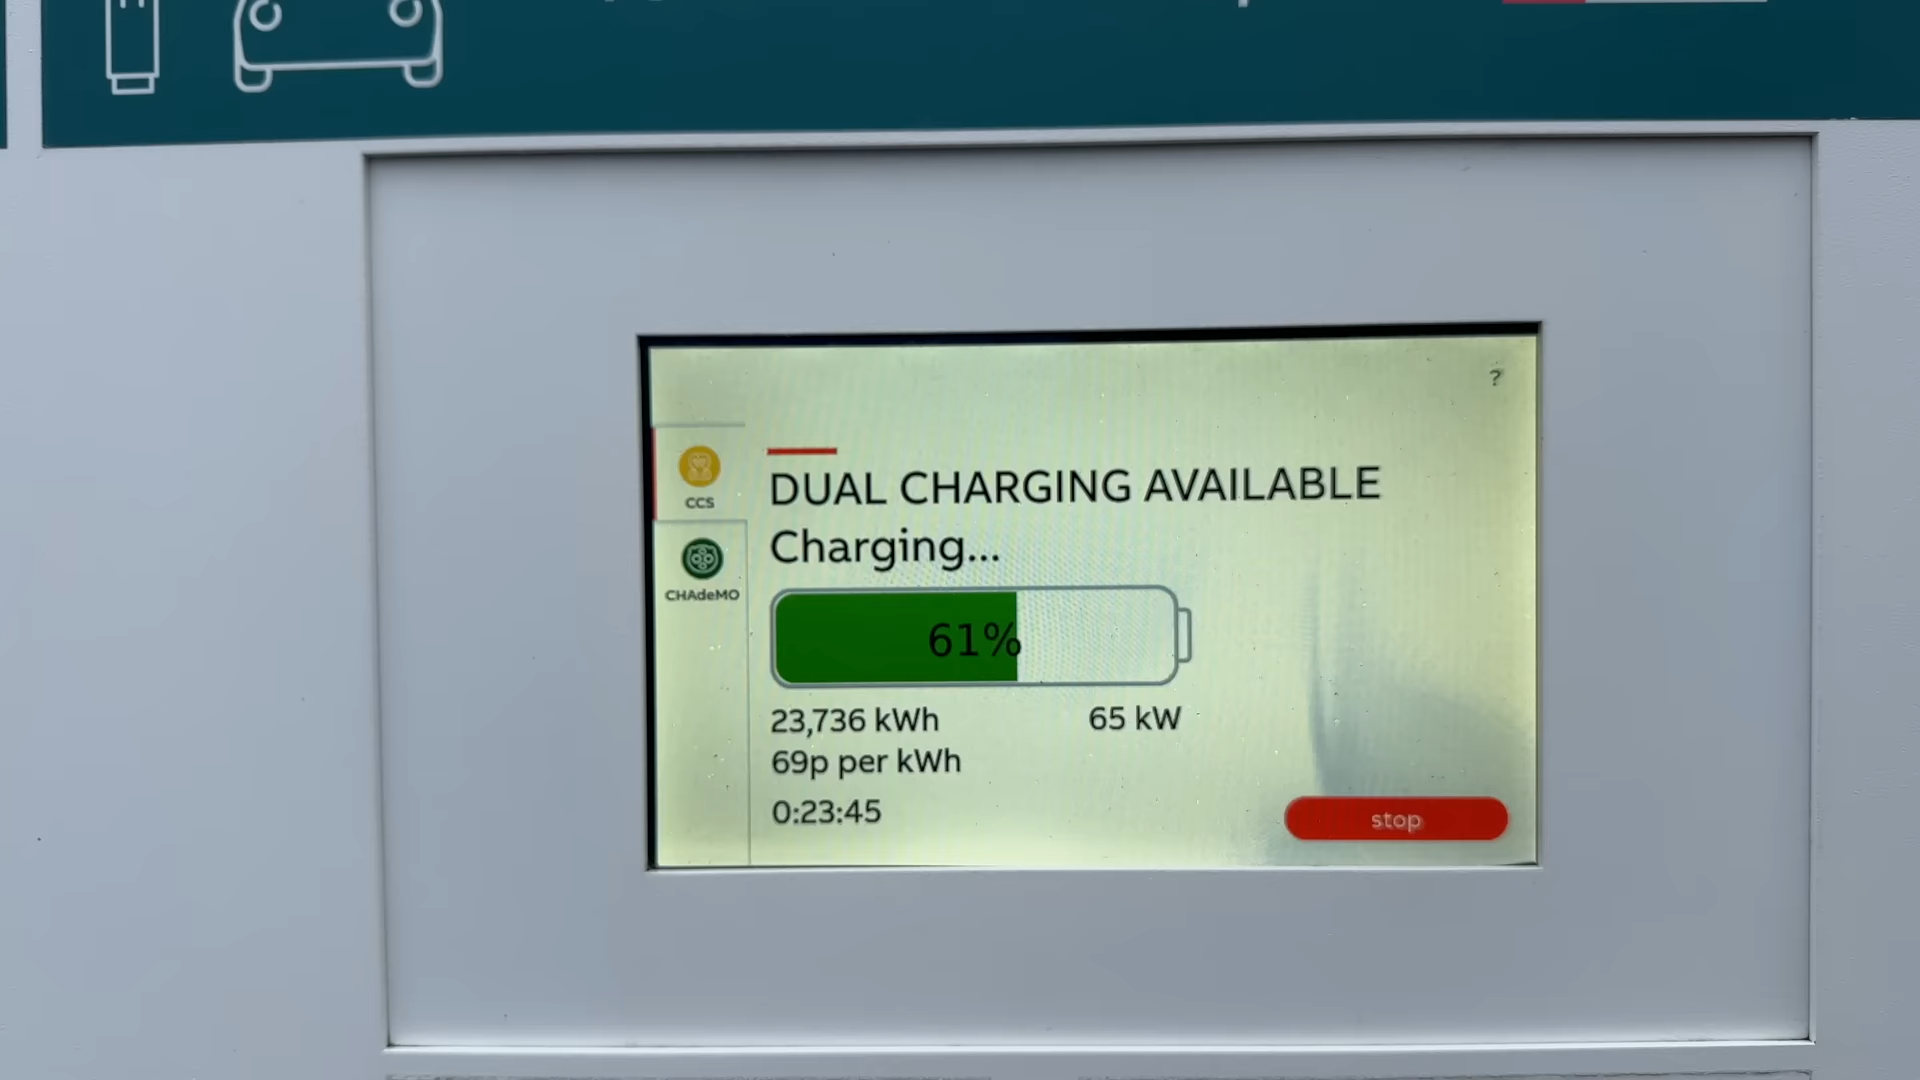 ?
CCS
CHAdeMO
DUAL CHARGING AVAILABLE
Charging...
61%
23,736 kWh
65 kW
69p per kWh
0:23:45
stop